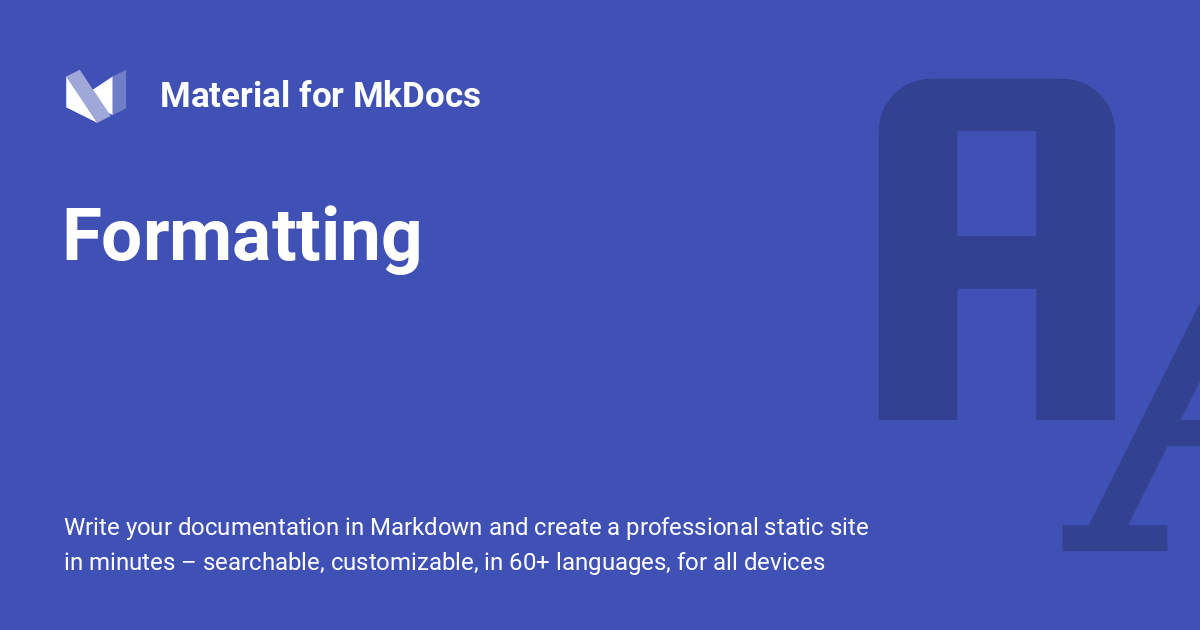 Material for MkDocs
Formatting
Write your documentation in Markdown and create a professional static site
in minutes – searchable, customizable, in 60+ languages, for all devices